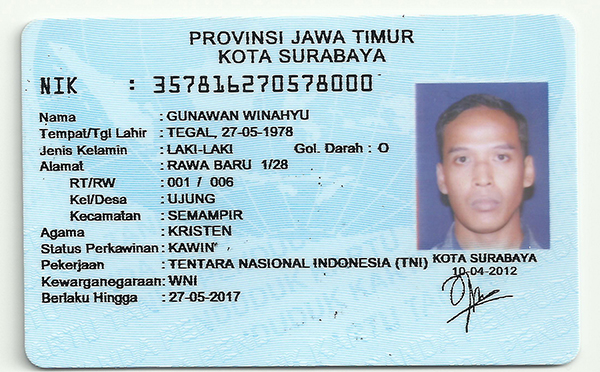 PROVINSI JAWA TIMUR
KOTA SURABAYA
NIK : 357816270578000
Nama : GUNAWAN WINAHYU
Tempat/Tgl Lahir : TEGAL, 27-05-1978
Jenis Kelamin : LAKI-LAKI Gol. Darah : O
Alamat : RAWA BARU 1/28
RT/RW : 001 / 006
Kel/Desa : UJUNG
Kecamatan : SEMAMPIR
Agama : KRISTEN
Status Perkawinan : KAWIN
Pekerjaan : TENTARA NASIONAL INDONESIA (TNI)
Kewarganegaraan : WNI
Berlaku Hingga : 27-05-2017
KOTA SURABAYA
10-04-2012